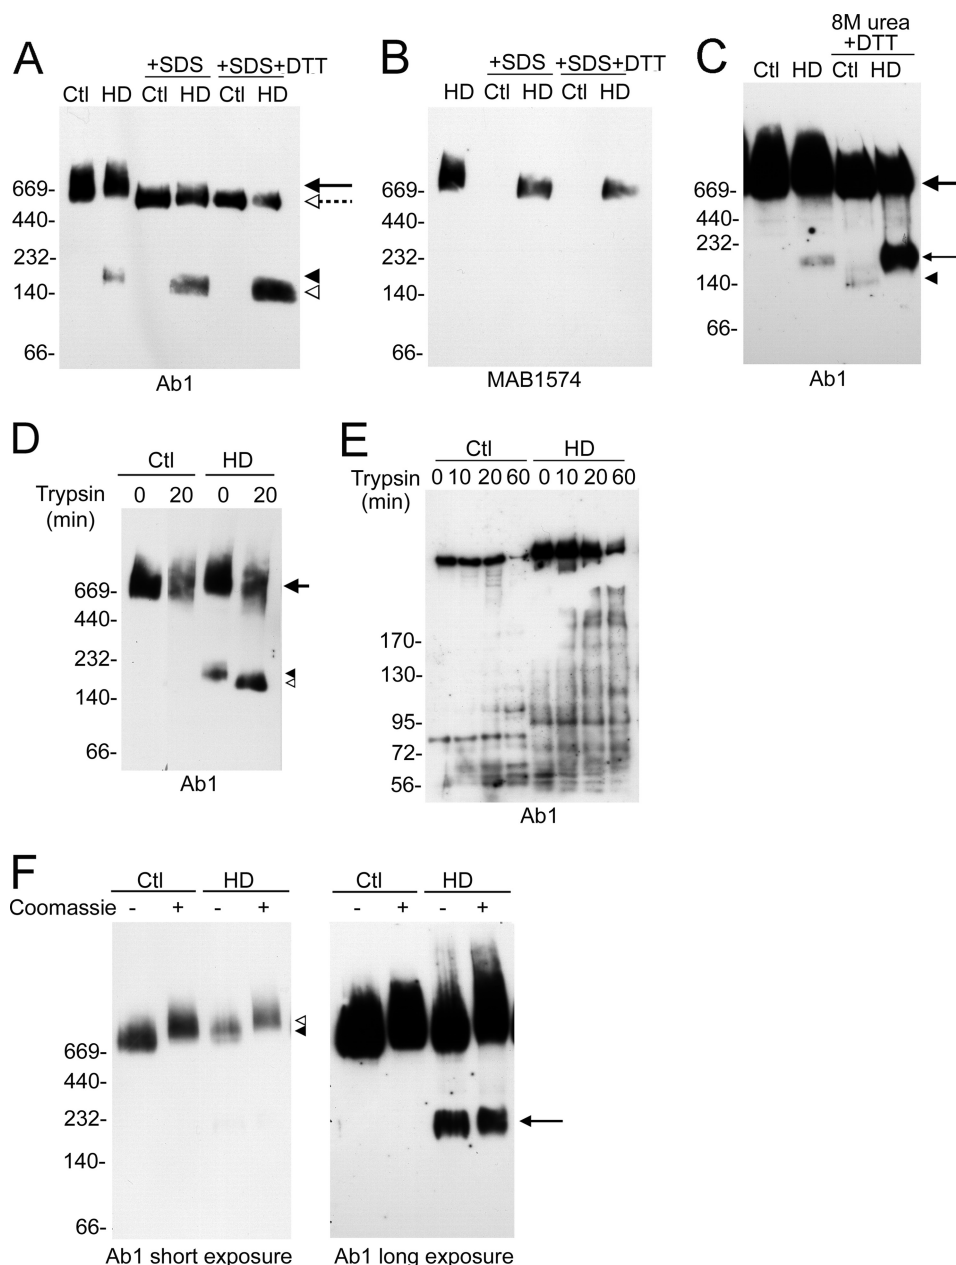 A
+SDS +SDS+DTT
Ctl HD Ctl HD Ctl HD
669-
440-
232-
140-
66-
Ab1
B
+SDS +SDS+DTT
HD Ctl HD Ctl HD
669-
440-
232-
140-
66-
MAB1574
C
8M urea
+DTT
Ctl HD Ctl HD
669-
440-
232-
140-
66-
Ab1
D
Ctl HD
Trypsin 0 20 0 20
(min)
669-
440-
232-
140-
66-
Ab1
E
Ctl HD
Trypsin 0 10 20 60 0 10 20 60
(min)
170-
130-
95-
72-
56-
Ab1
F
Ctl HD Ctl HD
Coomassie - + - + - + - +
669-
440-
232-
140-
66-
Ab1 short exposure Ab1 long exposure